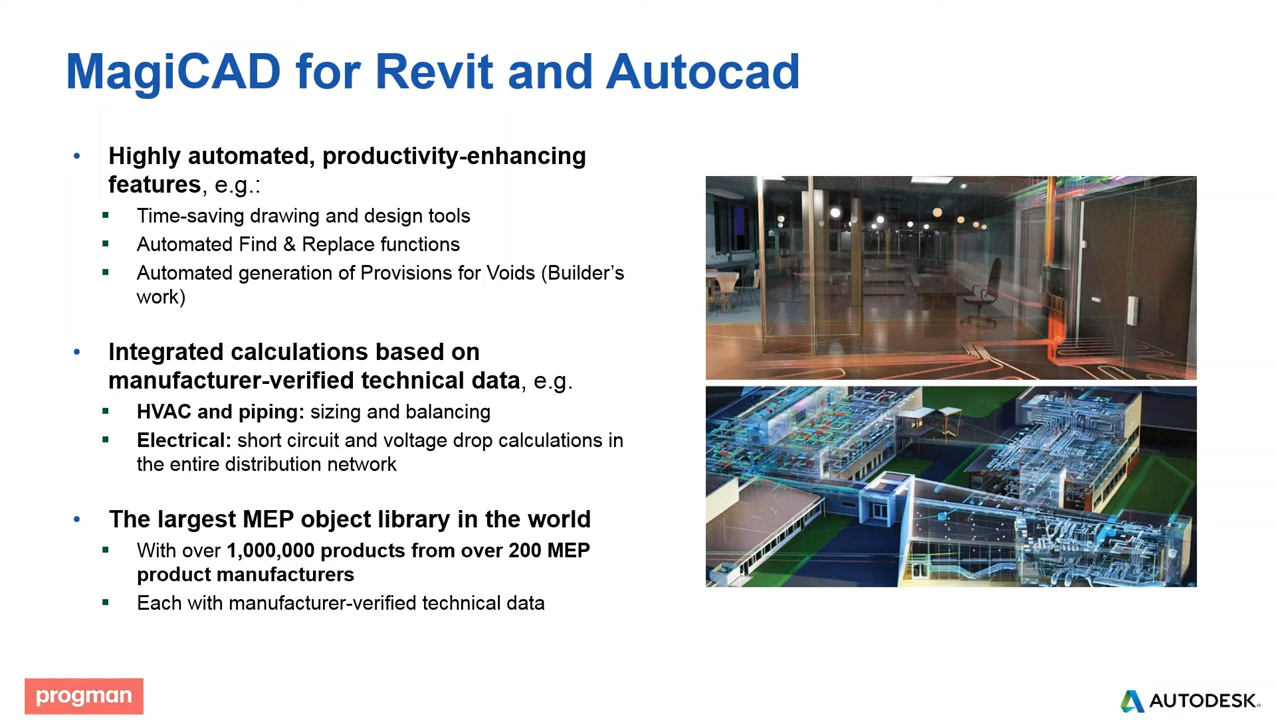 MagiCAD for Revit and Autocad
• Highly automated, productivity-enhancing
features, e.g.:
▪ Time-saving drawing and design tools
▪ Automated Find & Replace functions
▪ Automated generation of Provisions for Voids (Builder’s
work)
• Integrated calculations based on
manufacturer-verified technical data, e.g.
▪ HVAC and piping: sizing and balancing
▪ Electrical: short circuit and voltage drop calculations in
the entire distribution network
• The largest MEP object library in the world
▪ With over 1,000,000 products from over 200 MEP
product manufacturers
▪ Each with manufacturer-verified technical data
progman
AUTODESK